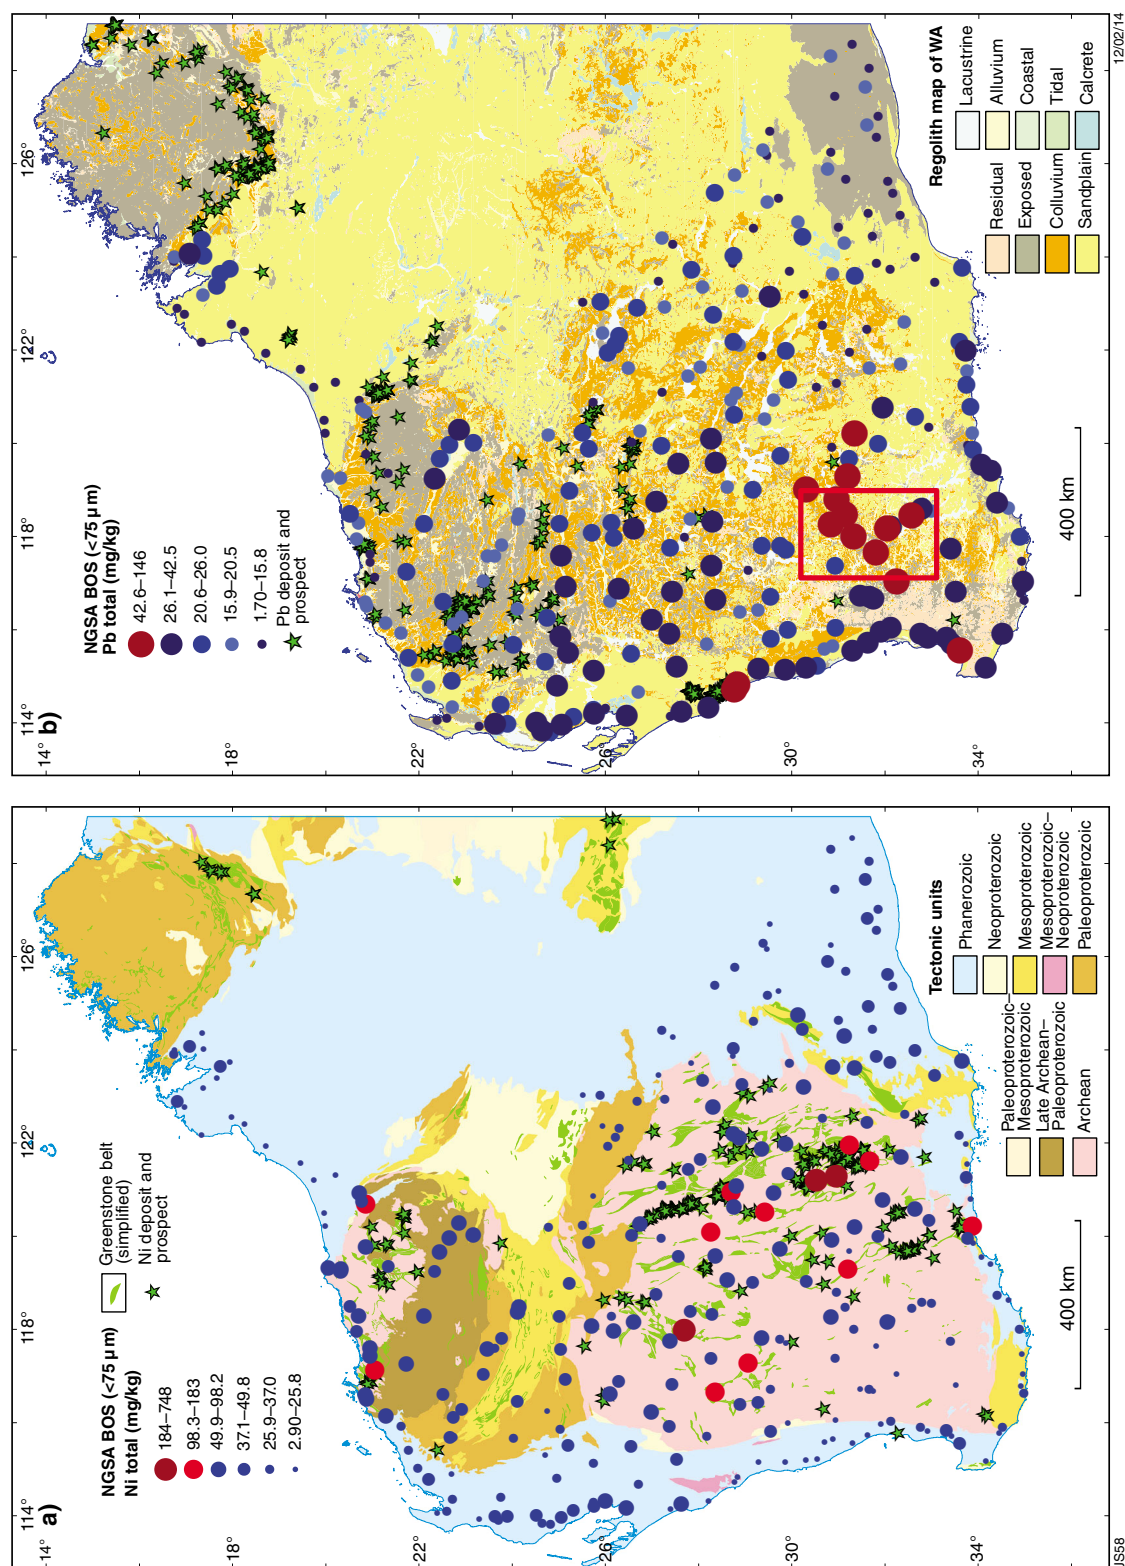 a)
114°
118°
122°
126°
14°
18°
22°
26°
30°
34°
NGSA BOS (<75 µm)
Ni total (mg/kg)
184–748
98.3–183
49.9–98.2
37.1–49.8
25.9–37.0
2.90–25.8
Greenstone belt
(simplified)
Ni deposit and
prospect
400 km
Tectonic units
Paleoproterozoic–
Mesoproterozoic
Late Archean–
Paleoproterozoic
Archean
Phanerozoic
Neoproterozoic
Mesoproterozoic
Mesoproterozoic–
Neoproterozoic
Paleoproterozoic
b)
114°
118°
122°
126°
14°
18°
22°
26°
30°
34°
NGSA BOS (<75 µm)
Pb total (mg/kg)
42.6–146
26.1–42.5
20.6–26.0
15.9–20.5
1.70–15.8
Pb deposit and
prospect
400 km
Regolith map of WA
Residual
Exposed
Colluvium
Sandplain
Lacustrine
Alluvium
Coastal
Tidal
Calcrete
12/02/14